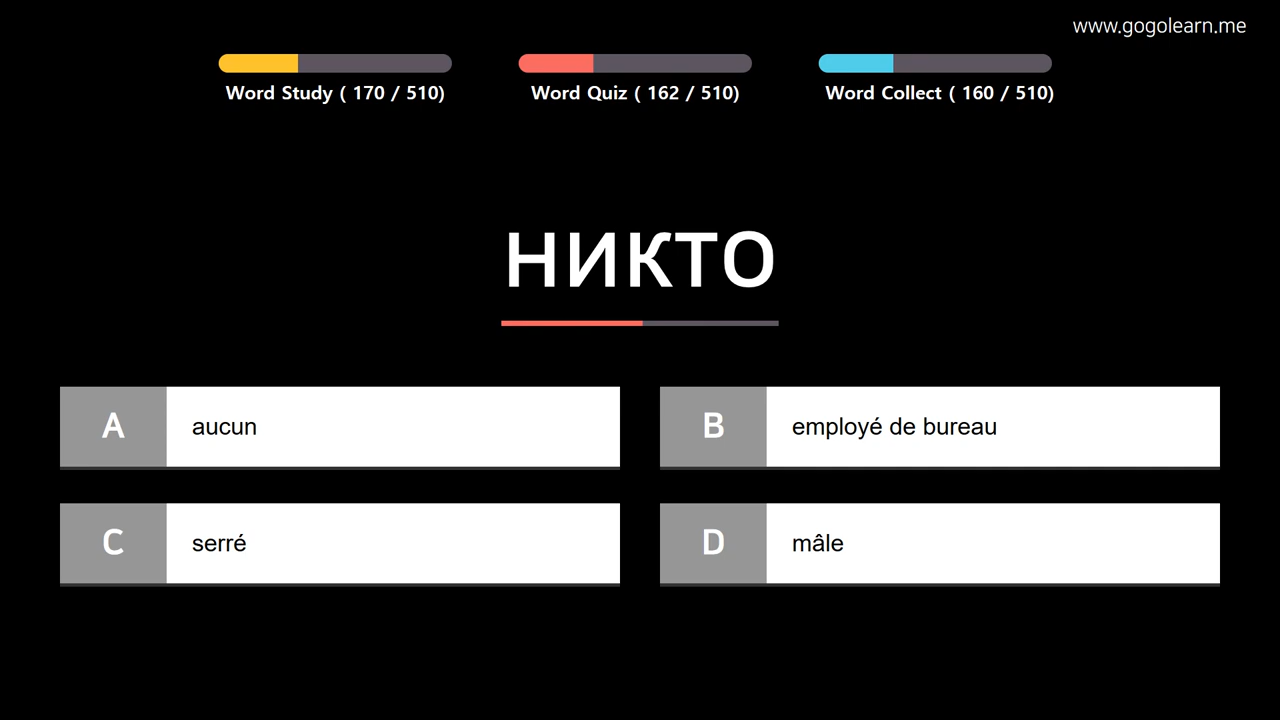 www.gogolearn.me
Word Study ( 170 / 510)
Word Quiz ( 162 / 510)
Word Collect ( 160 / 510)
никто
A
aucun
B
employé de bureau
C
serré
D
mâle